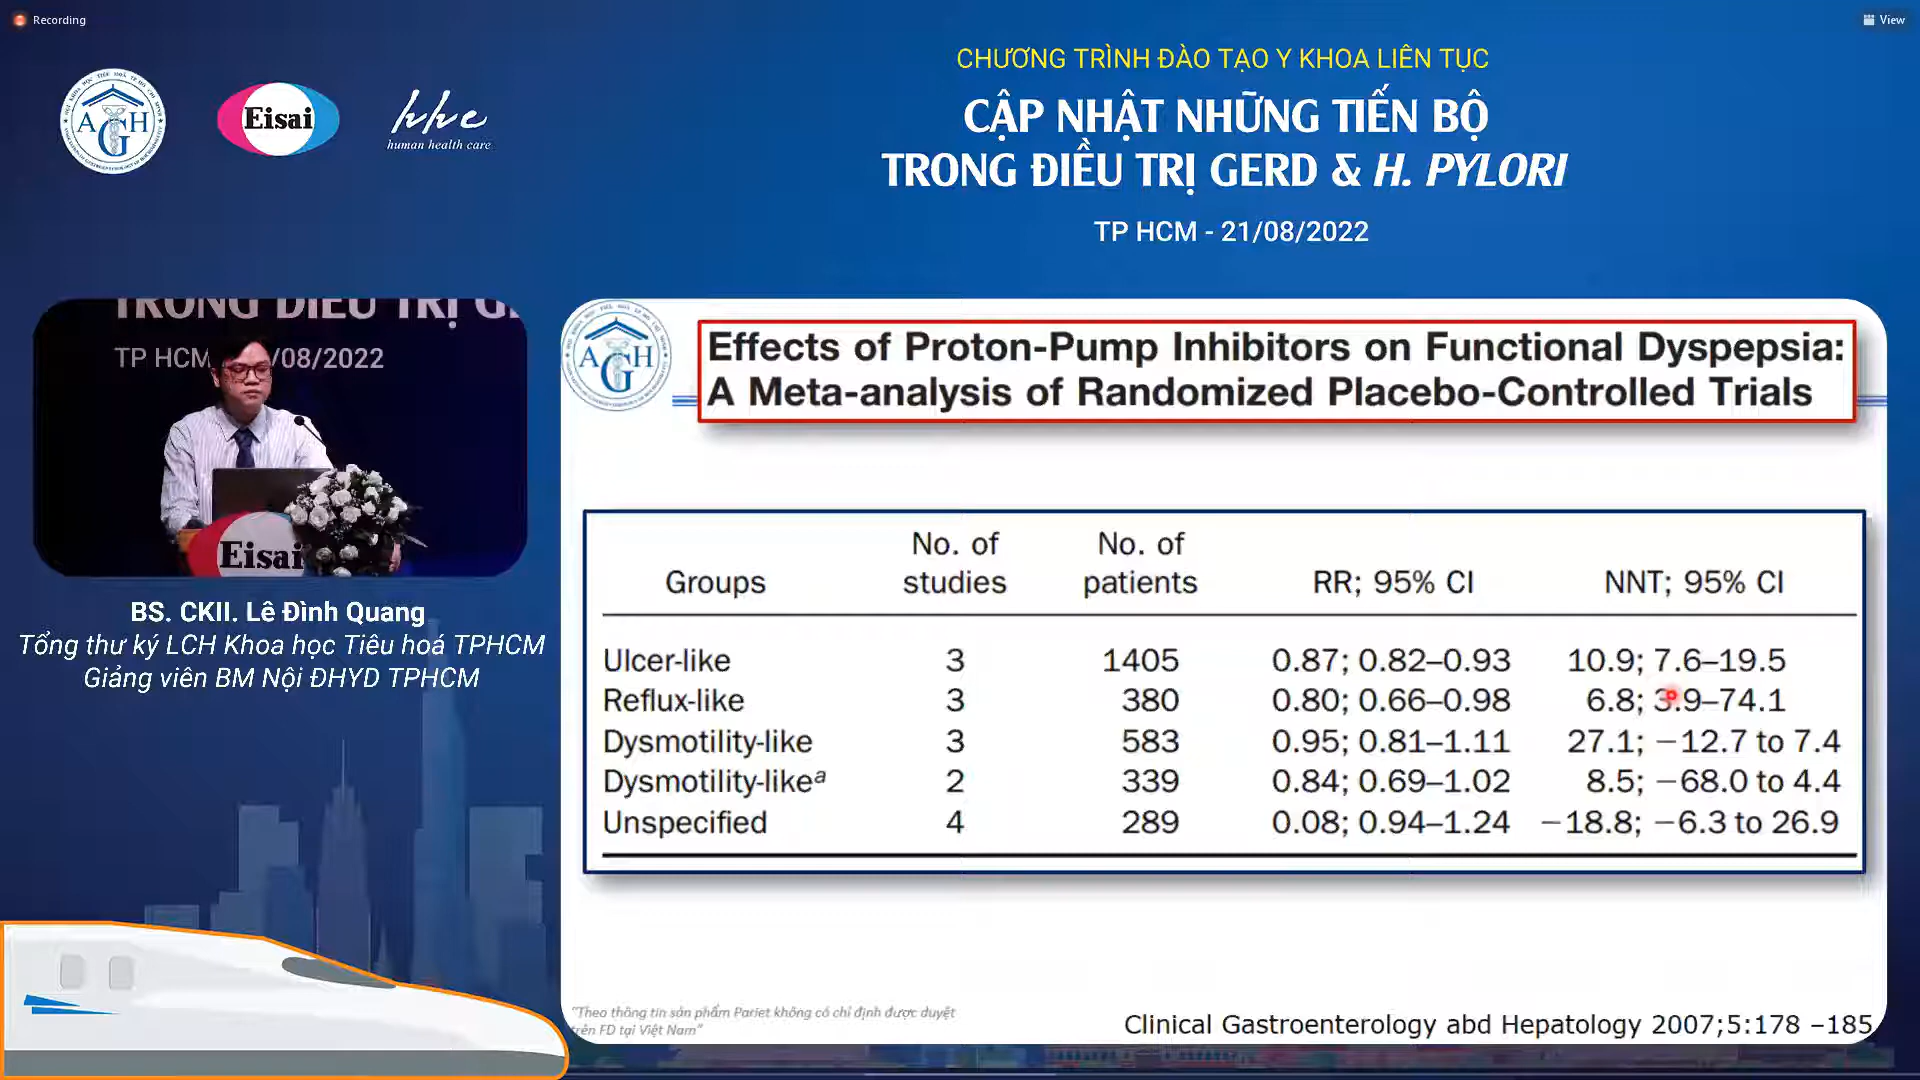 Recording
View
CHƯƠNG TRÌNH ĐÀO TẠO Y KHOA LIÊN TỤC
CẬP NHẬT NHỮNG TIẾN BỘ
TRONG ĐIỀU TRỊ GERD & H. PYLORI
TP HCM - 21/08/2022
AGH
Eisai
hhc
human health care
TRONG ĐIỀU TRỊ G
TP HCM /08/2022
Eisai
BS. CKII. Lê Đình Quang
Tổng thư ký LCH Khoa học Tiêu hoá TPHCM
Giảng viên BM Nội ĐHYD TPHCM
AGH
Effects of Proton-Pump Inhibitors on Functional Dyspepsia:
A Meta-analysis of Randomized Placebo-Controlled Trials
Groups No. of studies No. of patients RR; 95% CI NNT; 95% CI
Ulcer-like 3 1405 0.87; 0.82–0.93 10.9; 7.6–19.5
Reflux-like 3 380 0.80; 0.66–0.98 6.8; 3.9–74.1
Dysmotility-like 3 583 0.95; 0.81–1.11 27.1; −12.7 to 7.4
Dysmotility-likeᵃ 2 339 0.84; 0.69–1.02 8.5; −68.0 to 4.4
Unspecified 4 289 0.08; 0.94–1.24 −18.8; −6.3 to 26.9
"Theo thông tin sản phẩm Pariet không có chỉ định được duyệt
trên FD tại Việt Nam"
Clinical Gastroenterology abd Hepatology 2007;5:178 –185